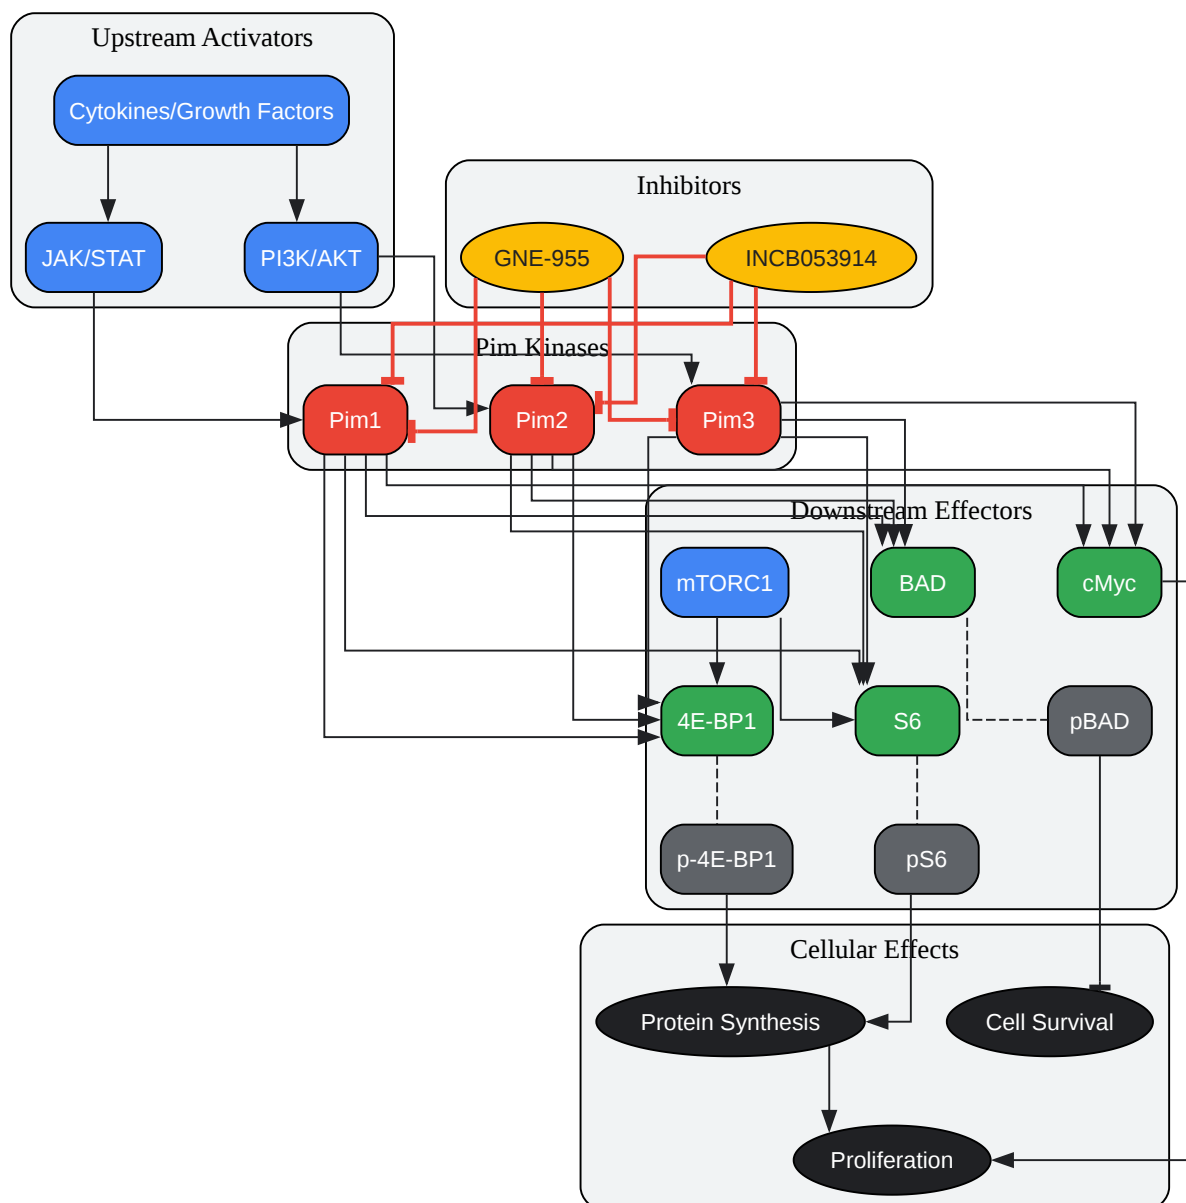 Upstream Activators
Cytokines/Growth Factors
JAK/STAT
PI3K/AKT
Inhibitors
GNE-955
INCB053914
Pim Kinases
Pim1
Pim2
Pim3
Downstream Effectors
mTORC1
BAD
cMyc
4E-BP1
S6
pBAD
p-4E-BP1
pS6
Cellular Effects
Protein Synthesis
Cell Survival
Proliferation